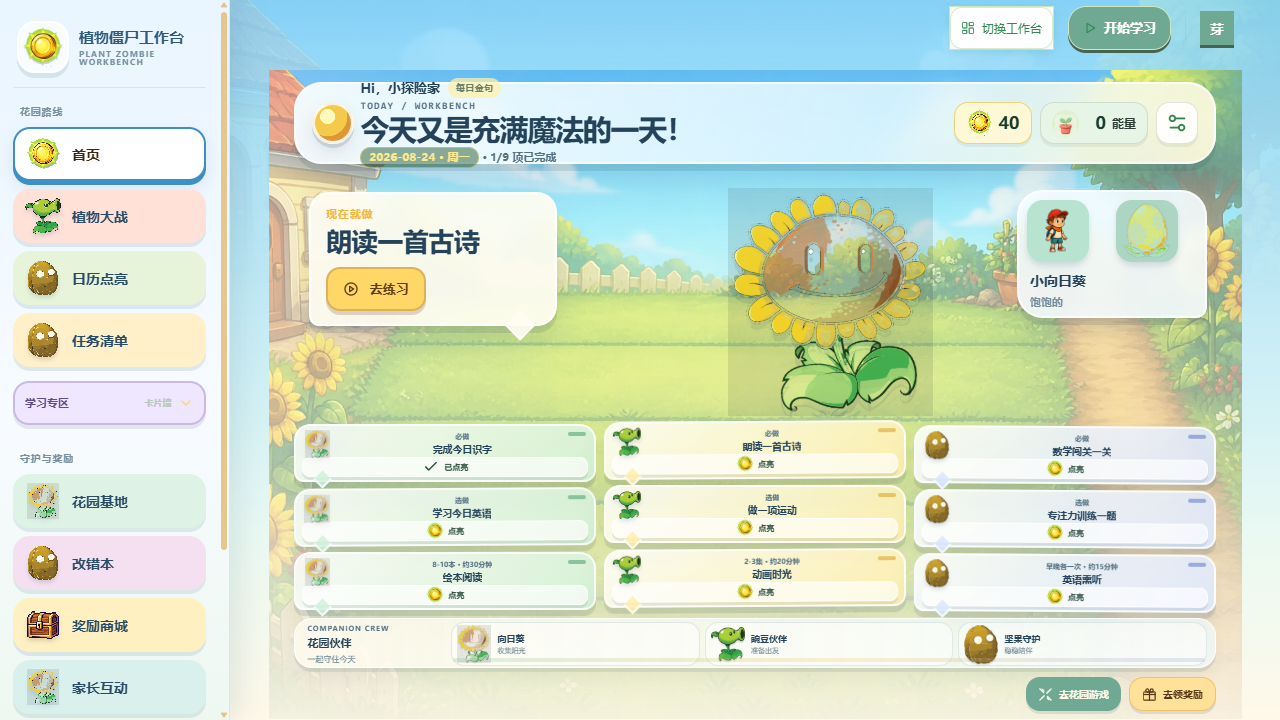 植物僵尸工作台
PLANT ZOMBIE
WORKBENCH
花园路线
首页
植物大战
日历点亮
任务清单
学习专区
卡片墙
守护与奖励
花园基地
改错本
奖励商城
家长互动
切换工作台
开始学习
芽
Hi，小探险家
每日金句
TODAY / WORKBENCH
今天又是充满魔法的一天！
2026-08-24 • 周一
• 1/9 项已完成
40
0 能量
现在就做
朗读一首古诗
去练习
小向日葵
饱饱的
必做
完成今日识字
已点亮
必做
朗读一首古诗
点亮
必做
数学闯关一关
点亮
选做
学习今日英语
点亮
选做
做一项运动
点亮
选做
专注力训练一题
点亮
8-10本 • 约30分钟
绘本阅读
点亮
2-3集 • 约20分钟
动画时光
点亮
早晚各一次 • 约15分钟
英语熏听
点亮
COMPANION CREW
花园伙伴
一起守住今天
向日葵
收集阳光
豌豆伙伴
准备出发
坚果守护
稳稳陪伴
去花园游戏
去领奖励